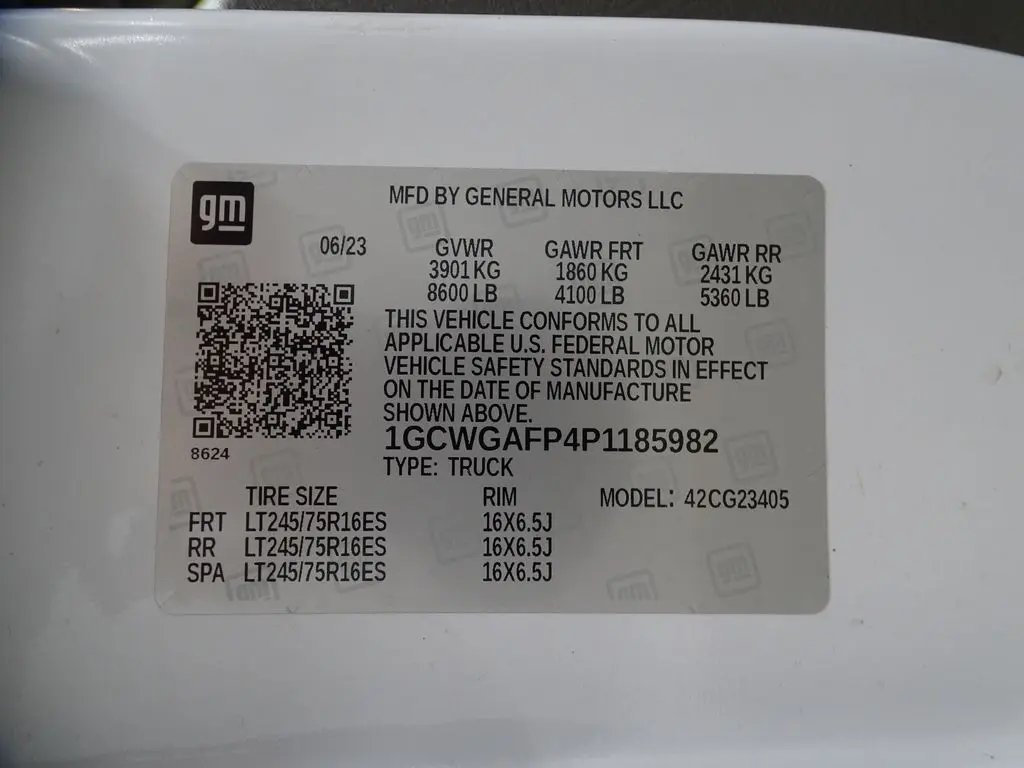 gm
MFD BY GENERAL MOTORS LLC
06/23 GVWR GAWR FRT GAWR RR
3901 KG 1860 KG 2431 KG
8600 LB 4100 LB 5360 LB
THIS VEHICLE CONFORMS TO ALL
APPLICABLE U.S. FEDERAL MOTOR
VEHICLE SAFETY STANDARDS IN EFFECT
ON THE DATE OF MANUFACTURE
SHOWN ABOVE.
1GCWGAFP4P1185982
8624
TYPE: TRUCK
TIRE SIZE RIM MODEL: 42CG23405
FRT LT245/75R16ES 16X6.5J
RR LT245/75R16ES 16X6.5J
SPA LT245/75R16ES 16X6.5J